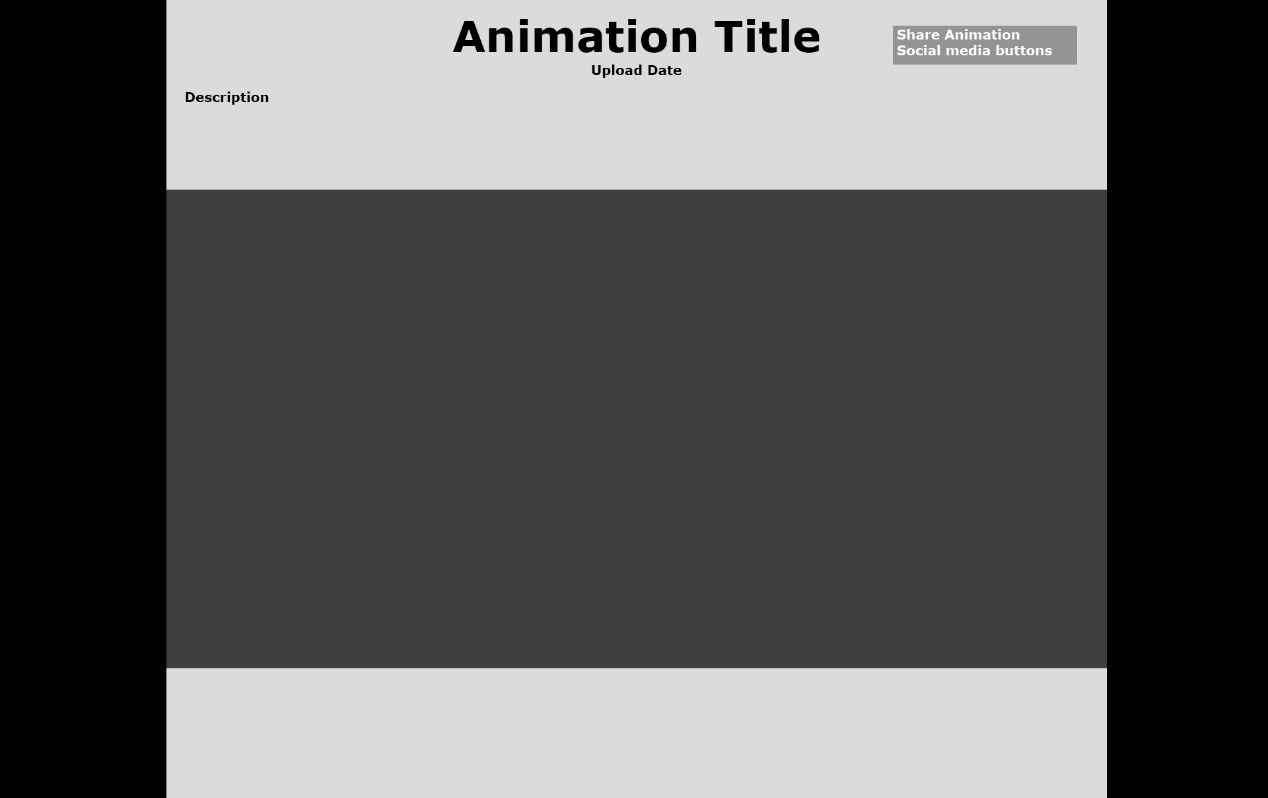 Animation Title
Upload Date
Share Animation
Social media buttons
Description